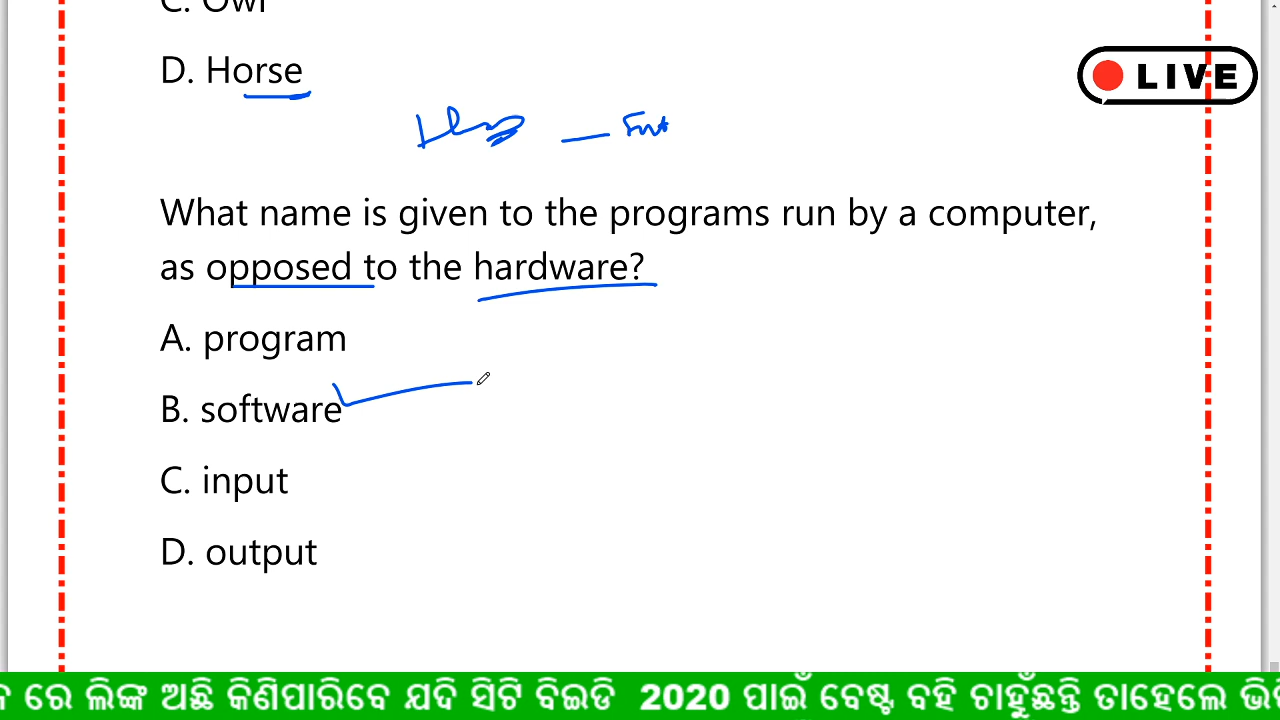 C. Owl
D. Horse
LIVE
What name is given to the programs run by a computer,
as opposed to the hardware?
A. program
B. software
C. input
D. output
ରେ ଲିଙ୍କ ଅଛି କିଣିପାରିବେ ଯଦି ସିଟି ବିଇଡି 2020 ପାଇଁ ବେଷ୍ଟ ବହି ଚାହୁଁଛନ୍ତି ତାହେଲେ